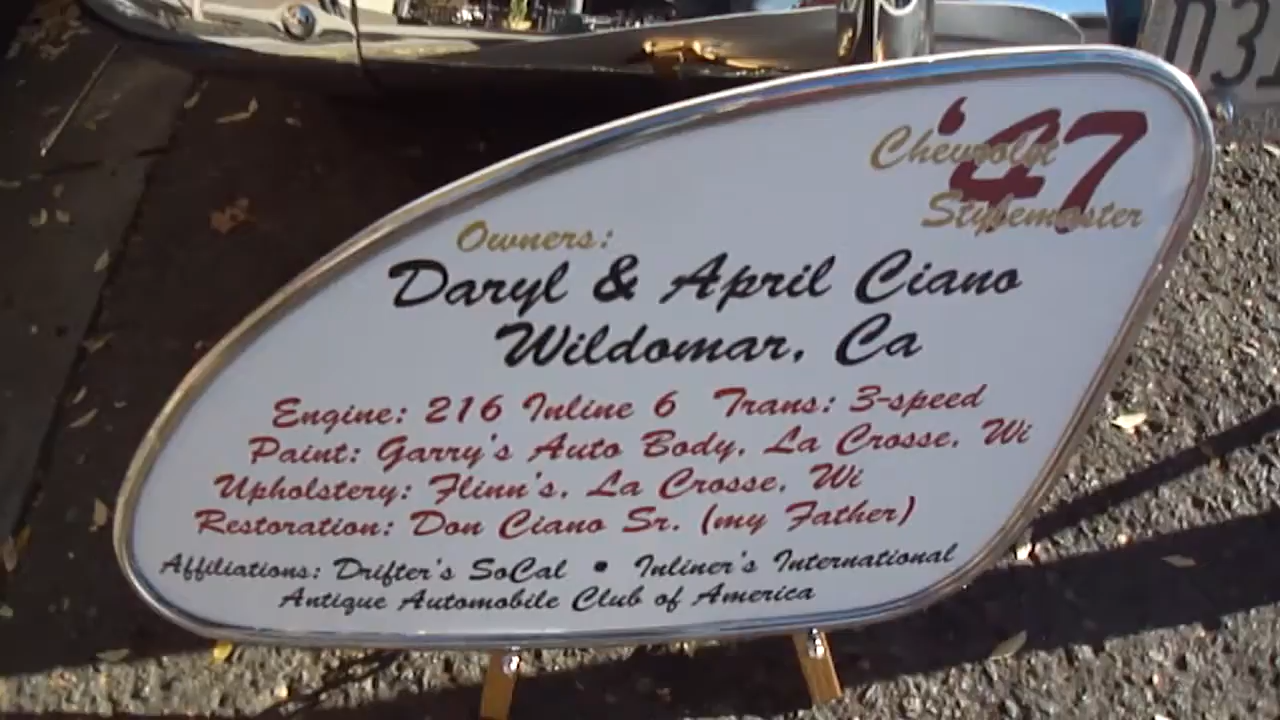 '47
Chevrolet
Stylemaster
Owners:
Daryl & April Ciano
Wildomar, Ca
Engine: 216 Inline 6 Trans: 3-speed
Paint: Garry's Auto Body, La Crosse, Wi
Upholstery: Flinn's, La Crosse, Wi
Restoration: Don Ciano Sr. (my Father)
Affiliations: Drifter's SoCal • Inliner's International
Antique Automobile Club of America